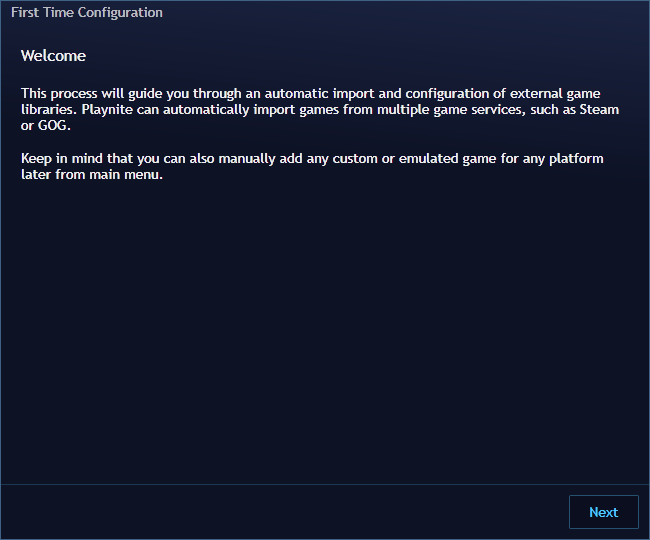 First Time Configuration
Welcome
This process will guide you through an automatic import and configuration of external game
libraries. Playnite can automatically import games from multiple game services, such as Steam
or GOG.
Keep in mind that you can also manually add any custom or emulated game for any platform
later from main menu.
Next